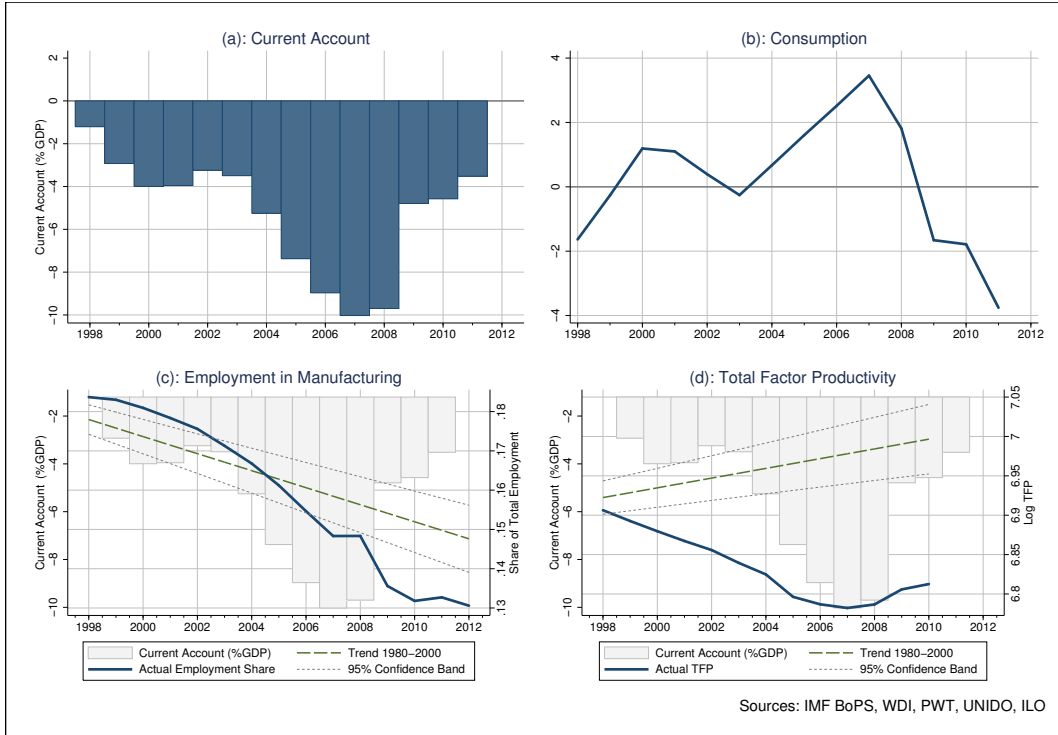 (a): Current Account
Current Account (% GDP)
2
0
−2
−4
−6
−8
−10
1998 2000 2002 2004 2006 2008 2010 2012
(b): Consumption
4
2
0
−2
−4
1998 2000 2002 2004 2006 2008 2010 2012
(c): Employment in Manufacturing
Current Account (%GDP)
−2
−4
−6
−8
−10
.18
.17
.16
.15
.14
.13
Share of Total Employment
1998 2000 2002 2004 2006 2008 2010 2012
Current Account (%GDP) Trend 1980−2000
Actual Employment Share 95% Confidence Band
(d): Total Factor Productivity
Current Account (%GDP)
−2
−4
−6
−8
−10
7.05
7
6.95
6.9
6.85
6.8
Log TFP
1998 2000 2002 2004 2006 2008 2010 2012
Current Account (%GDP) Trend 1980−2000
Actual TFP 95% Confidence Band
Sources: IMF BoPS, WDI, PWT, UNIDO, ILO